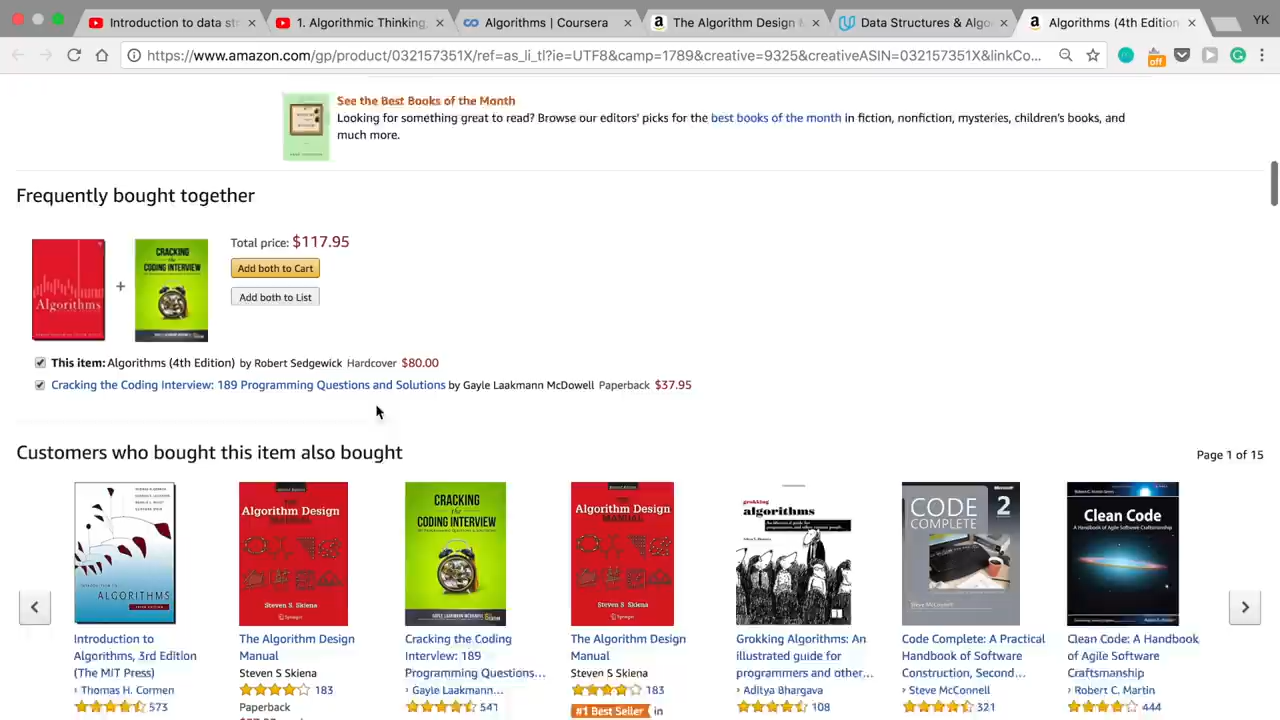 Introduction to data st
1. Algorithmic Thinking,
Algorithms | Coursera
The Algorithm Design
Data Structures & Algo
Algorithms (4th Edition)
YK
https://www.amazon.com/gp/product/032157351X/ref=as_li_tl?ie=UTF8&camp=1789&creative=9325&creativeASIN=032157351X&linkCo...
off
See the Best Books of the Month
Looking for something great to read? Browse our editors' picks for the best books of the month in fiction, nonfiction, mysteries, children's books, and
much more.
Frequently bought together
Algorithms
+
CRACKING
the
CODING INTERVIEW
Total price: $117.95
Add both to Cart
Add both to List
This item: Algorithms (4th Edition) by Robert Sedgewick Hardcover $80.00
Cracking the Coding Interview: 189 Programming Questions and Solutions by Gayle Laakmann McDowell Paperback $37.95
Customers who bought this item also bought
Page 1 of 15
INTRODUCTION TO
ALGORITHMS
THE
Algorithm Design
MANUAL
Steven S. Skiena
Springer
CRACKING
the
CODING INTERVIEW
GAYLE LAAKMANN MCDOWELL
THE
Algorithm Design
MANUAL
Steven S. Skiena
Springer
grokking
algorithms
CODE
COMPLETE
2
Steve McConnell
Clean Code
A Handbook of Agile Software Craftsmanship
Introduction to
Algorithms, 3rd Edition
(The MIT Press)
› Thomas H. Cormen
573
The Algorithm Design
Manual
Steven S Skiena
183
Paperback
Cracking the Coding
Interview: 189
Programming Questions...
› Gayle Laakmann...
541
The Algorithm Design
Manual
Steven S Skiena
183
#1 Best Seller in
Grokking Algorithms: An
illustrated guide for
programmers and other...
› Aditya Bhargava
108
Code Complete: A Practical
Handbook of Software
Construction, Second...
› Steve McConnell
321
Clean Code: A Handbook
of Agile Software
Craftsmanship
› Robert C. Martin
444